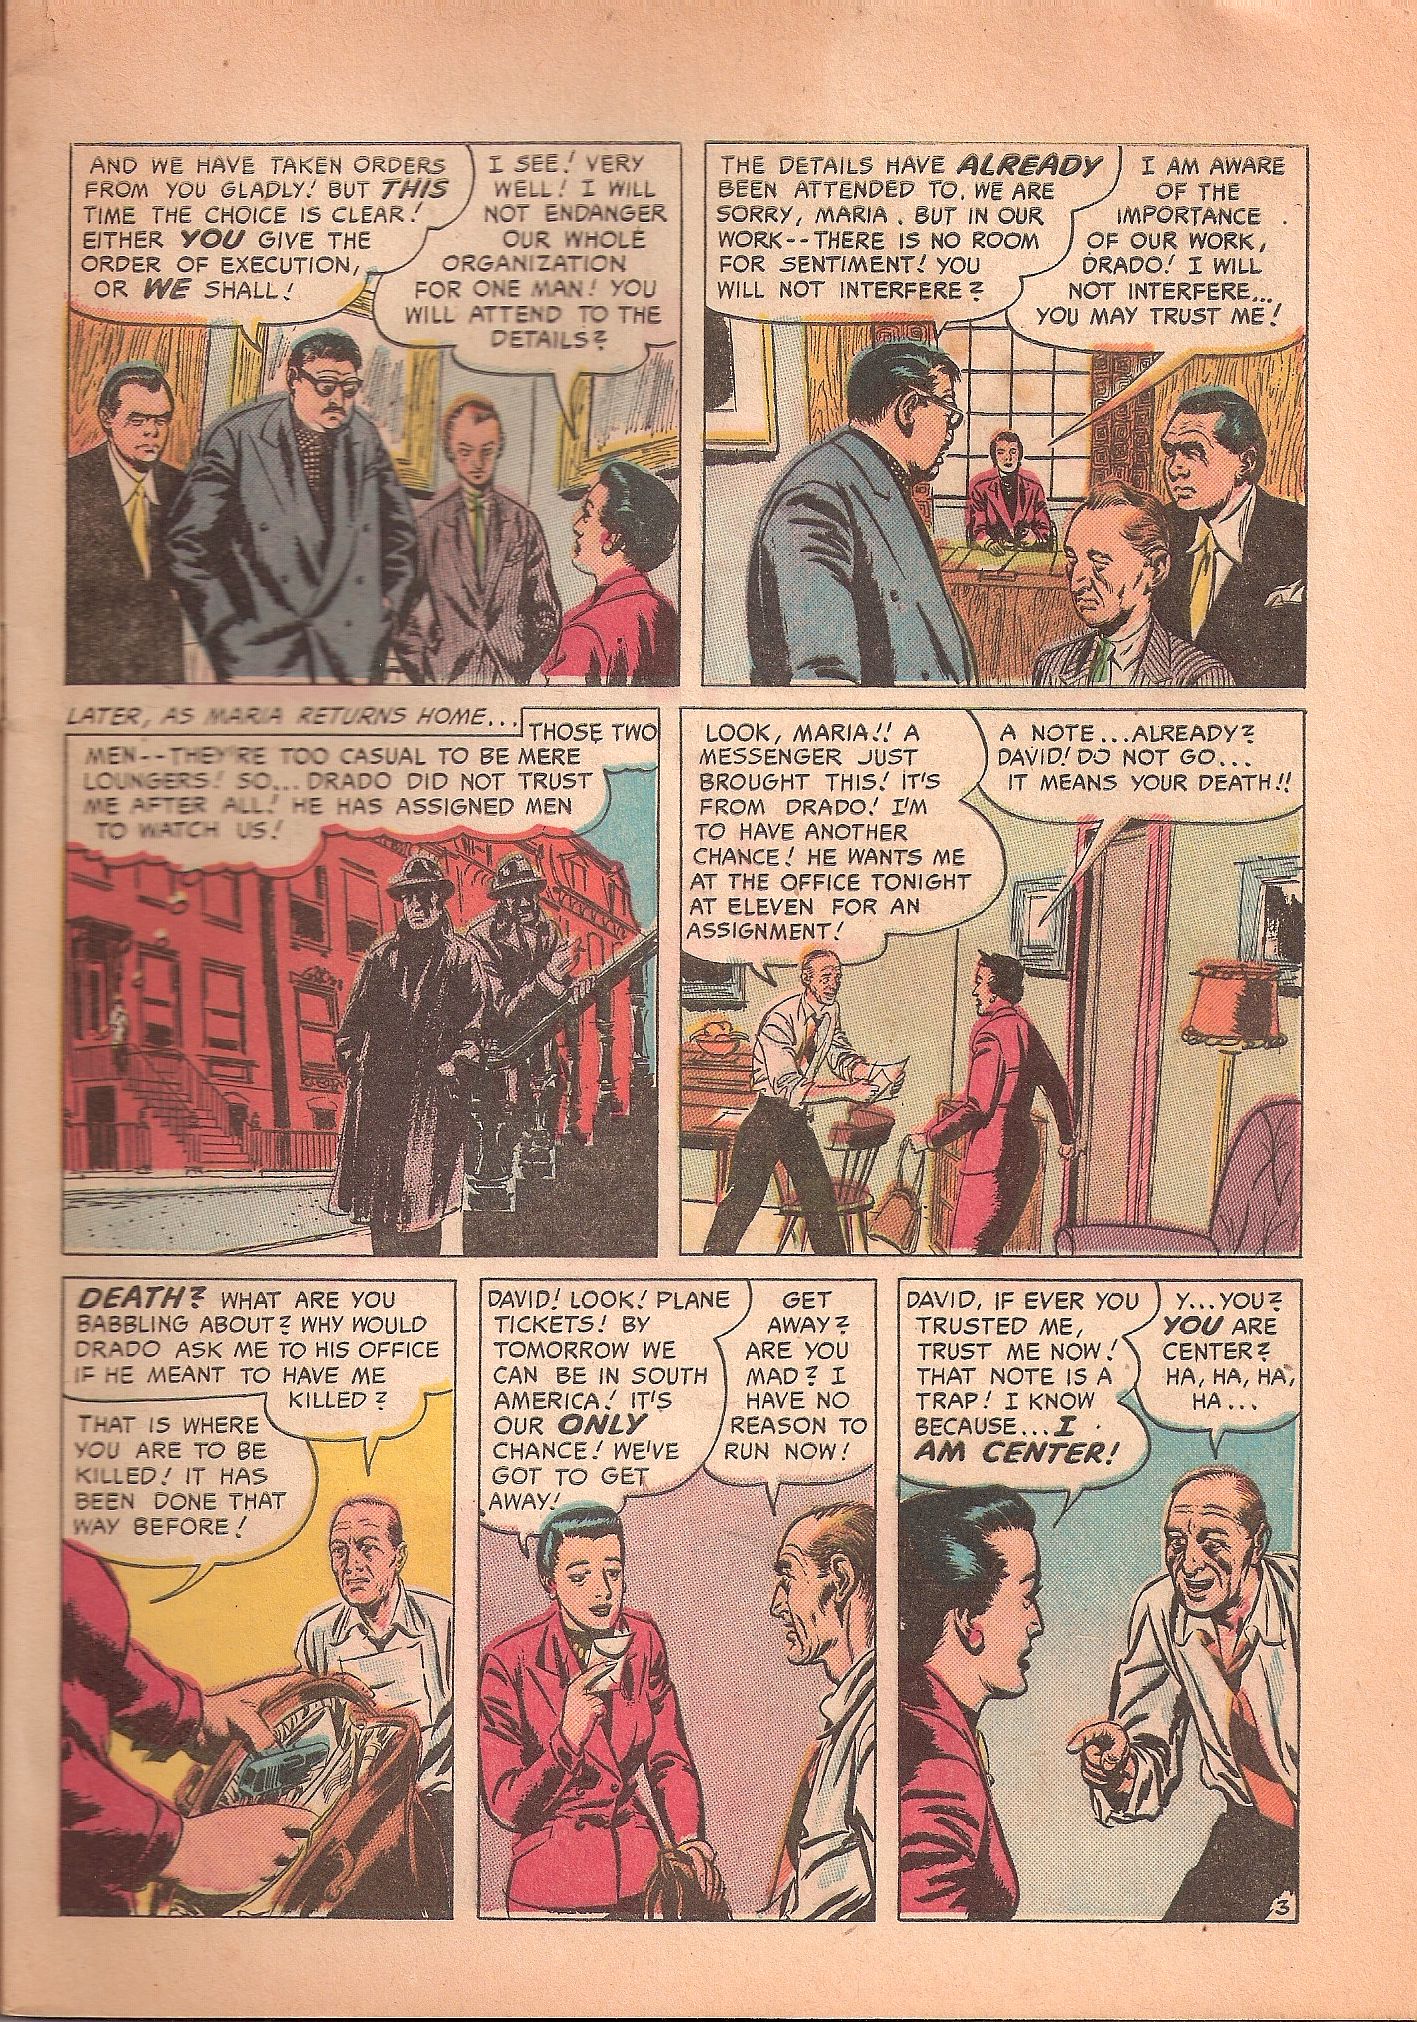 AND WE HAVE TAKEN ORDERS
FROM YOU GLADLY! BUT THIS
TIME THE CHOICE IS CLEAR!
EITHER YOU GIVE THE
ORDER OF EXECUTION,
OR WE SHALL!
I SEE! VERY
WELL! I WILL
NOT ENDANGER
OUR WHOLE
ORGANIZATION
FOR ONE MAN! YOU
WILL ATTEND TO THE
DETAILS?
THE DETAILS HAVE ALREADY
BEEN ATTENDED TO. WE ARE
SORRY, MARIA. BUT IN OUR
WORK--THERE IS NO ROOM
FOR SENTIMENT! YOU
WILL NOT INTERFERE?
I AM AWARE
OF THE
IMPORTANCE
OF OUR WORK,
DRADO! I WILL
NOT INTERFERE...
YOU MAY TRUST ME!
LATER, AS MARIA RETURNS HOME...
THOSE TWO
MEN--THEY'RE TOO CASUAL TO BE MERE
LOUNGERS! SO... DRADO DID NOT TRUST
ME AFTER ALL! HE HAS ASSIGNED MEN
TO WATCH US!
LOOK, MARIA!! A
MESSENGER JUST
BROUGHT THIS! IT'S
FROM DRADO! I'M
TO HAVE ANOTHER
CHANCE! HE WANTS ME
AT THE OFFICE TONIGHT
AT ELEVEN FOR AN
ASSIGNMENT!
A NOTE...ALREADY?
DAVID! DO NOT GO...
IT MEANS YOUR DEATH!!
DEATH? WHAT ARE YOU
BABBLING ABOUT? WHY WOULD
DRADO ASK ME TO HIS OFFICE
IF HE MEANT TO HAVE ME
KILLED?
THAT IS WHERE
YOU ARE TO BE
KILLED! IT HAS
BEEN DONE THAT
WAY BEFORE!
DAVID! LOOK! PLANE
TICKETS! BY
TOMORROW WE
CAN BE IN SOUTH
AMERICA! IT'S
OUR ONLY
CHANCE! WE'VE
GOT TO GET
AWAY!
GET
AWAY?
ARE YOU
MAD? I
HAVE NO
REASON TO
RUN NOW!
DAVID, IF EVER YOU
TRUSTED ME,
TRUST ME NOW!
THAT NOTE IS A
TRAP! I KNOW
BECAUSE...I
AM CENTER!
Y...YOU?
YOU ARE
CENTER?
HA, HA, HA,
HA...
3